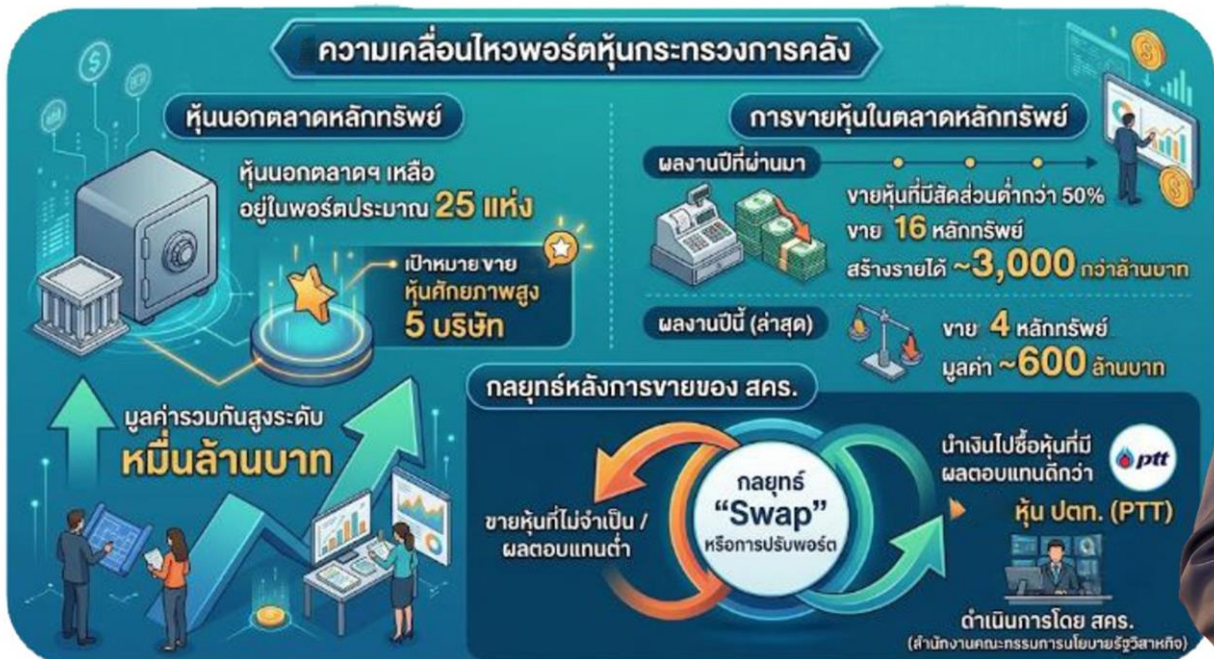 ความเคลื่อนไหวพอร์ตหุ้นกระทรวงการคลัง
หุ้นนอกตลาดหลักทรัพย์
หุ้นนอกตลาดฯ เหลือ
อยู่ในพอร์ตประมาณ 25 แห่ง
เป้าหมาย ขาย
หุ้นศักยภาพสูง
5 บริษัท
มูลค่ารวมกันสูงระดับ
หมื่นล้านบาท
การขายหุ้นในตลาดหลักทรัพย์
ผลงานปีที่ผ่านมา
ขายหุ้นที่มีสัดส่วนต่ำกว่า 50%
ขาย 16 หลักทรัพย์
สร้างรายได้ ~3,000 กว่าล้านบาท
ผลงานปีนี้ (ล่าสุด)
ขาย 4 หลักทรัพย์
มูลค่า ~600 ล้านบาท
กลยุทธ์หลังการขายของ สคร.
ขายหุ้นที่ไม่จำเป็น /
ผลตอบแทนต่ำ
กลยุทธ์
“Swap”
หรือการปรับพอร์ต
นำเงินไปซื้อหุ้นที่มี
ผลตอบแทนดีกว่า
ptt
หุ้น ปตท. (PTT)
ดำเนินการโดย สคร.
(สำนักงานคณะกรรมการนโยบายรัฐวิสาหกิจ)